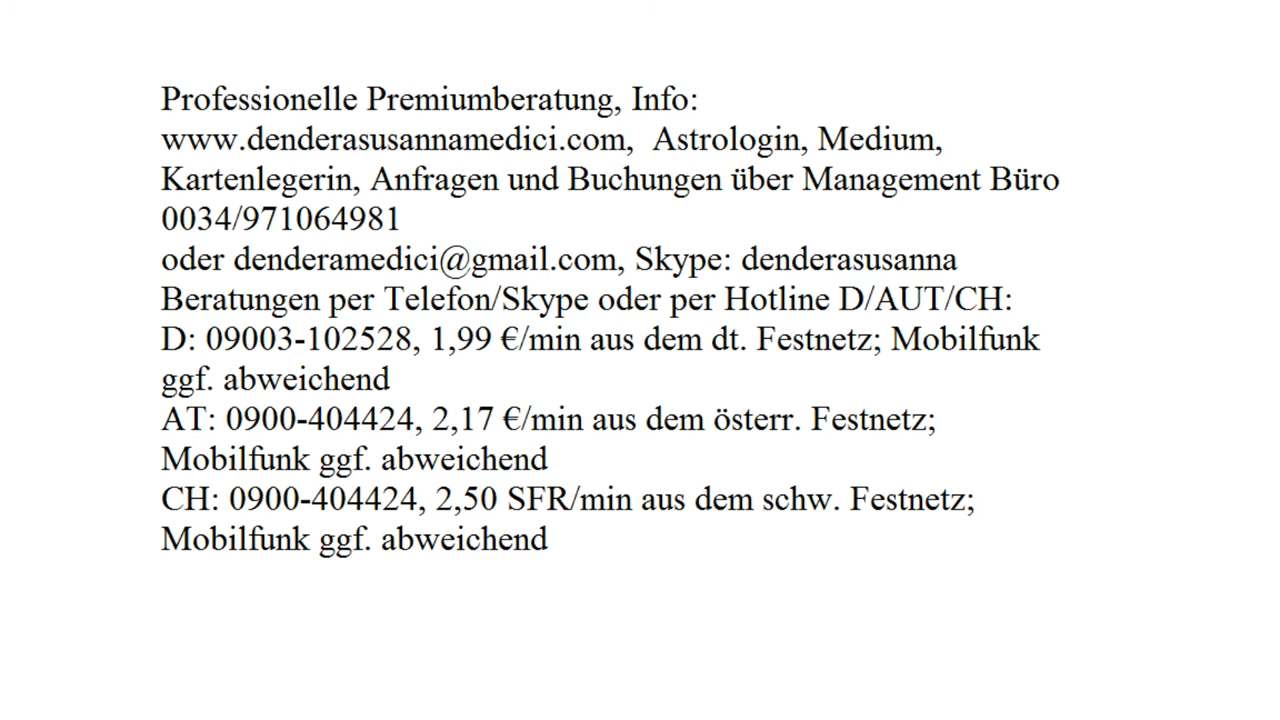 Professionelle Premiumberatung, Info:
www.denderasusannamedici.com,  Astrologin, Medium,
Kartenlegerin, Anfragen und Buchungen über Management Büro
0034/971064981
oder denderamedici@gmail.com, Skype: denderasusanna
Beratungen per Telefon/Skype oder per Hotline D/AUT/CH:
D: 09003-102528, 1,99 €/min aus dem dt. Festnetz; Mobilfunk
ggf. abweichend
AT: 0900-404424, 2,17 €/min aus dem österr. Festnetz;
Mobilfunk ggf. abweichend
CH: 0900-404424, 2,50 SFR/min aus dem schw. Festnetz;
Mobilfunk ggf. abweichend